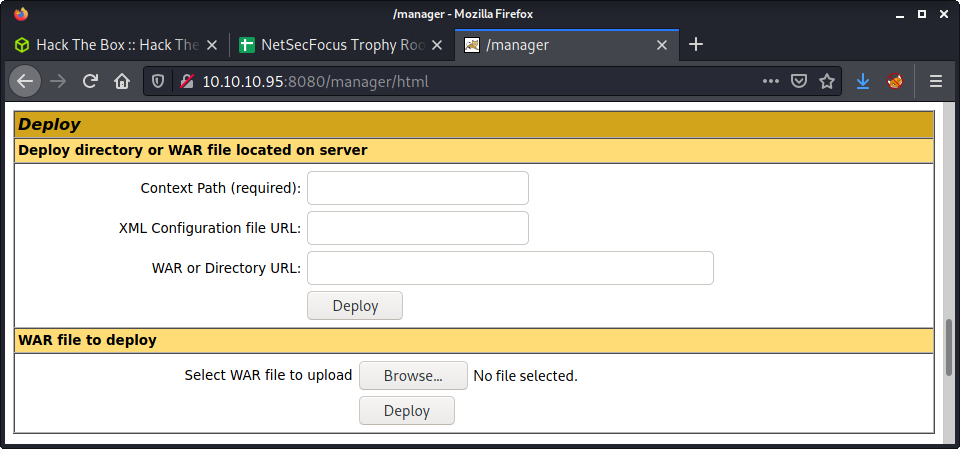 /manager - Mozilla Firefox
Hack The Box :: Hack The
NetSecFocus Trophy Roo
/manager
10.10.10.95:8080/manager/html
Deploy
Deploy directory or WAR file located on server
Context Path (required):
XML Configuration file URL:
WAR or Directory URL:
Deploy
WAR file to deploy
Select WAR file to upload Browse... No file selected.
Deploy